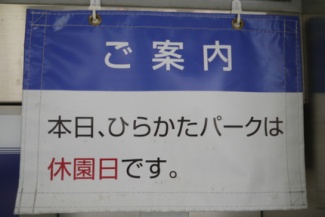 ご案内
本日、ひらかたパークは
休園日です。